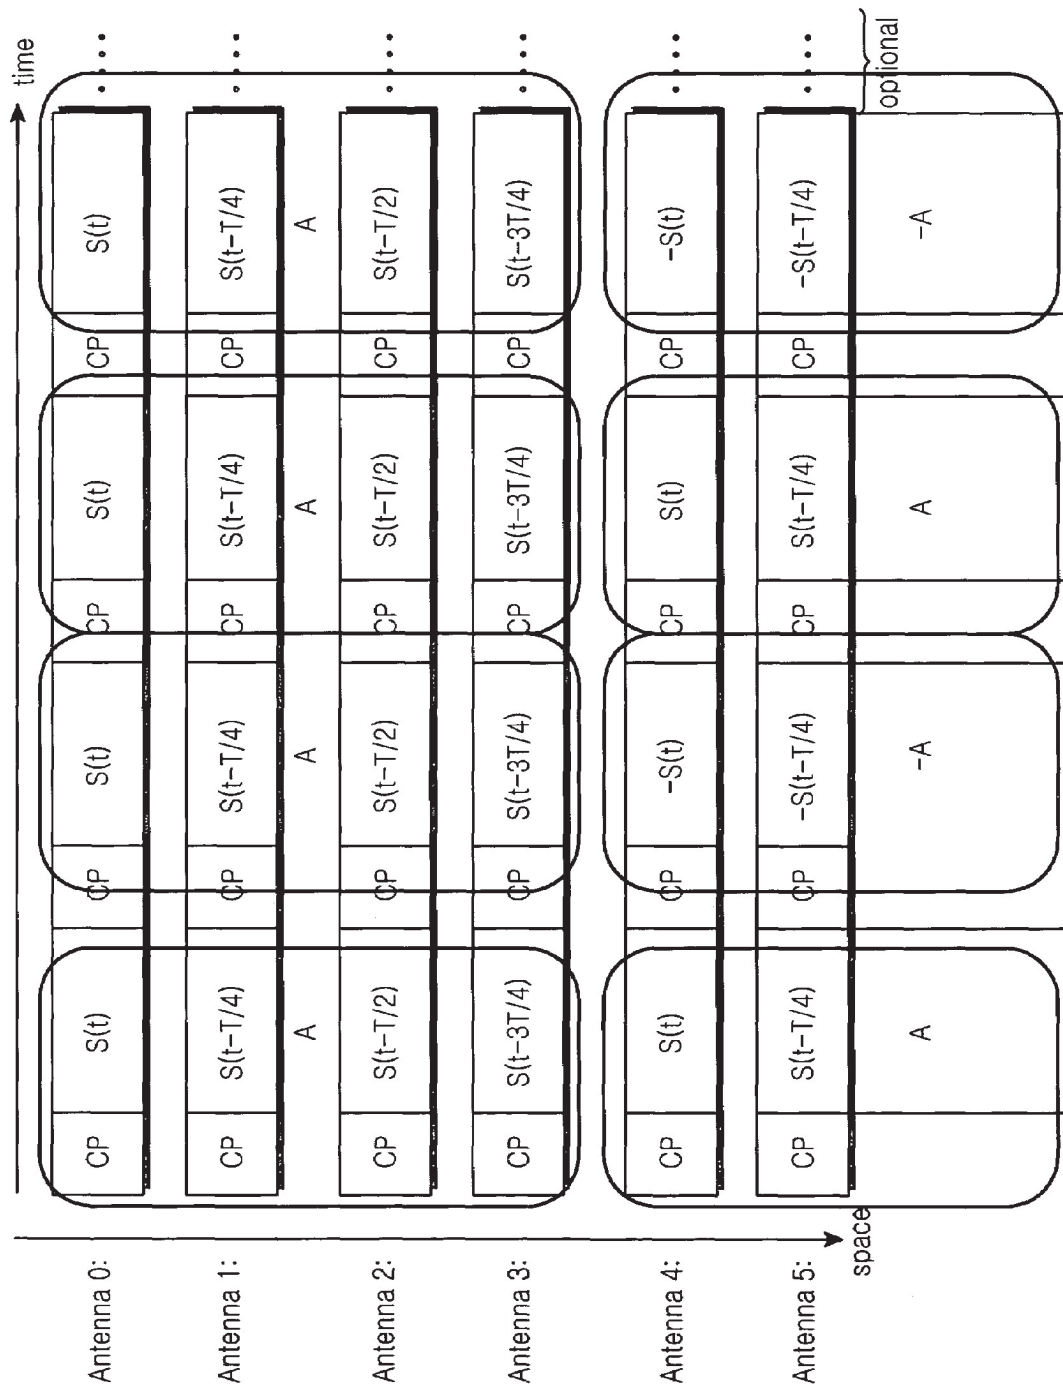 time
Antenna 0: CP S(t) CP S(t) CP S(t) CP S(t) ....
Antenna 1: CP S(t-T/4) CP S(t-T/4) CP S(t-T/4) CP S(t-T/4) ....
A A A A
Antenna 2: CP S(t-T/2) CP S(t-T/2) CP S(t-T/2) CP S(t-T/2) ....
Antenna 3: CP S(t-3T/4) CP S(t-3T/4) CP S(t-3T/4) CP S(t-3T/4) ....
Antenna 4: CP S(t) CP -S(t) CP S(t) CP -S(t) ....
Antenna 5: CP S(t-T/4) CP -S(t-T/4) CP S(t-T/4) CP -S(t-T/4) ....
space
optional
A -A A -A